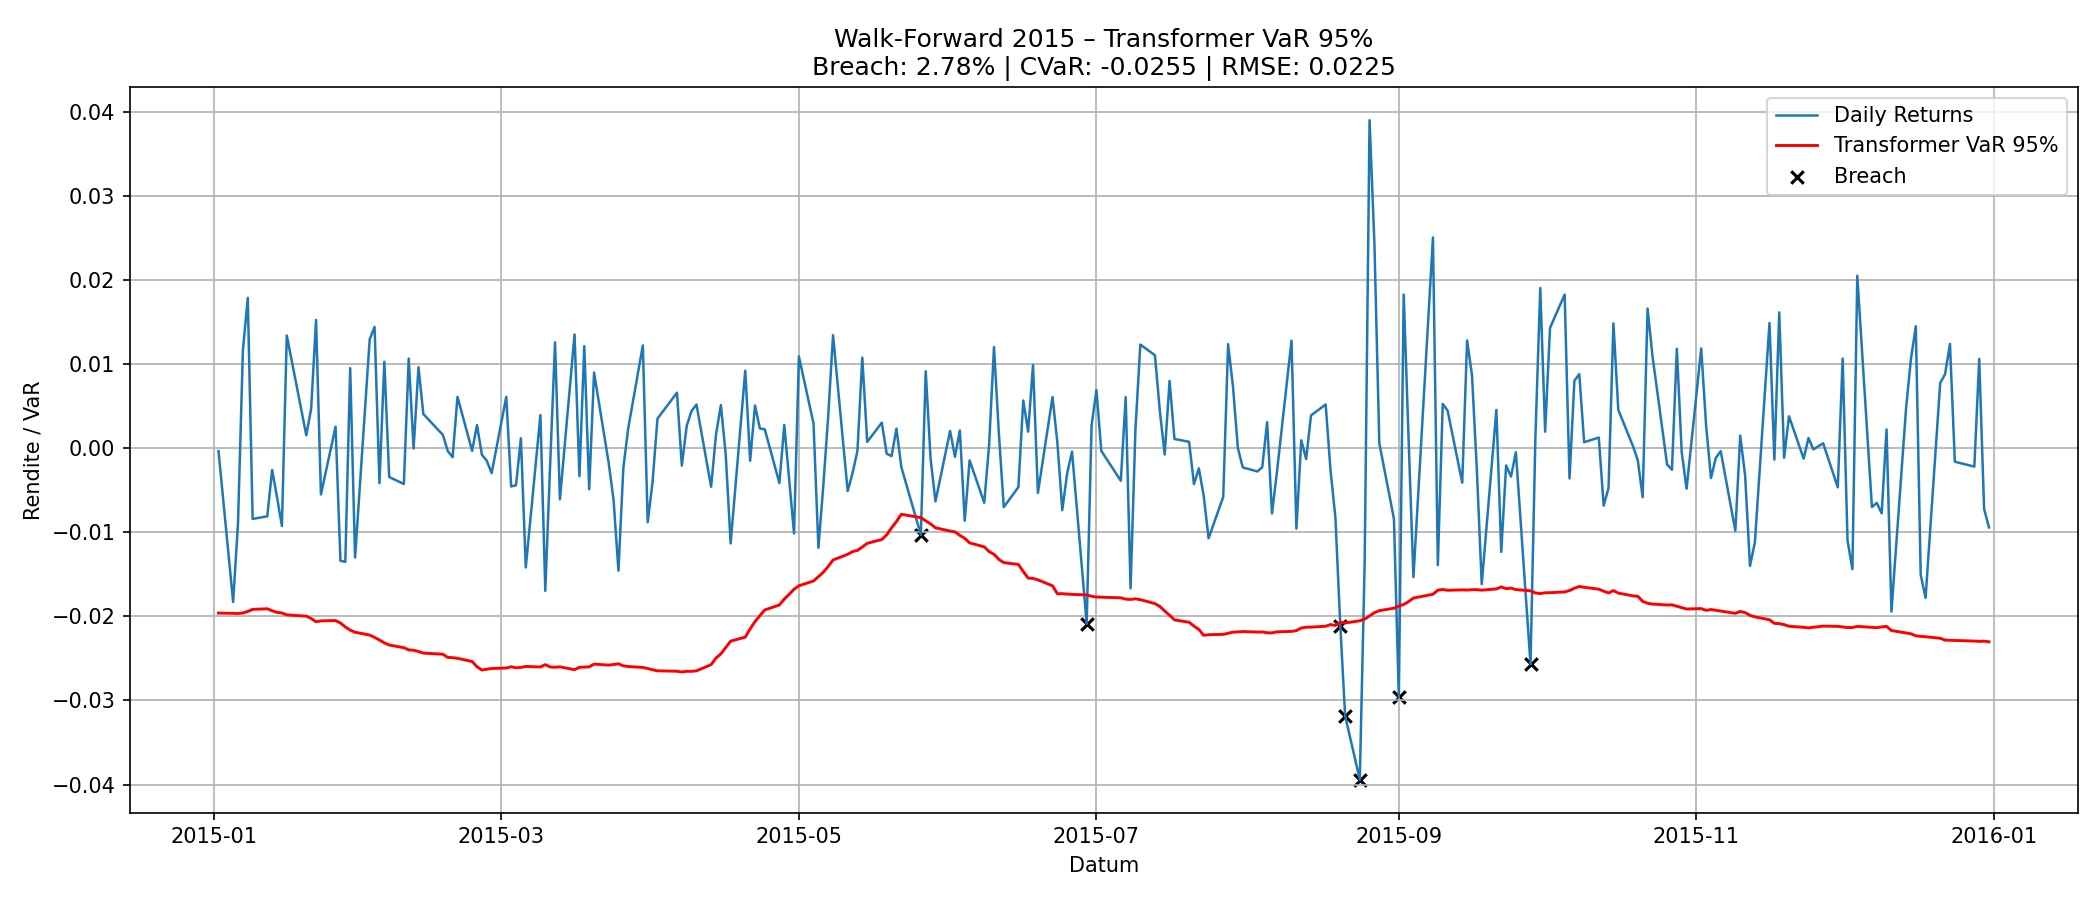 Walk-Forward 2015 – Transformer VaR 95%
Breach: 2.78% | CVaR: -0.0255 | RMSE: 0.0225
Daily Returns
Transformer VaR 95%
Breach
Rendite / VaR
0.04
0.03
0.02
0.01
0.00
−0.01
−0.02
−0.03
−0.04
2015-01
2015-03
2015-05
2015-07
2015-09
2015-11
2016-01
Datum